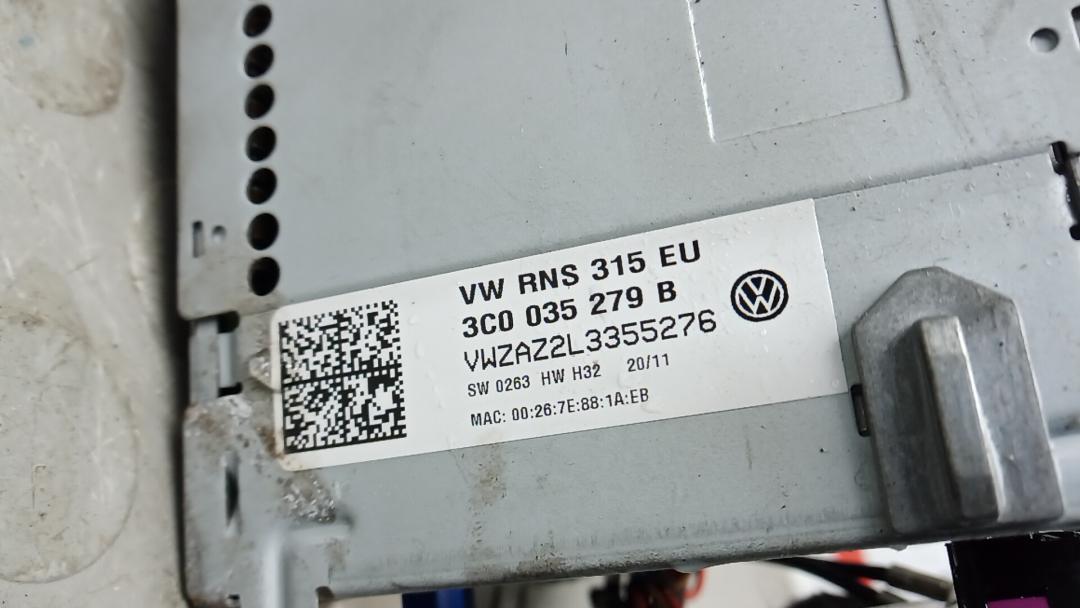 VW RNS 315 EU
3C0 035 279 B
VWZAZ2L3355276
SW 0263 HW H32 20/11
MAC: 00:26:7E:88:1A:EB